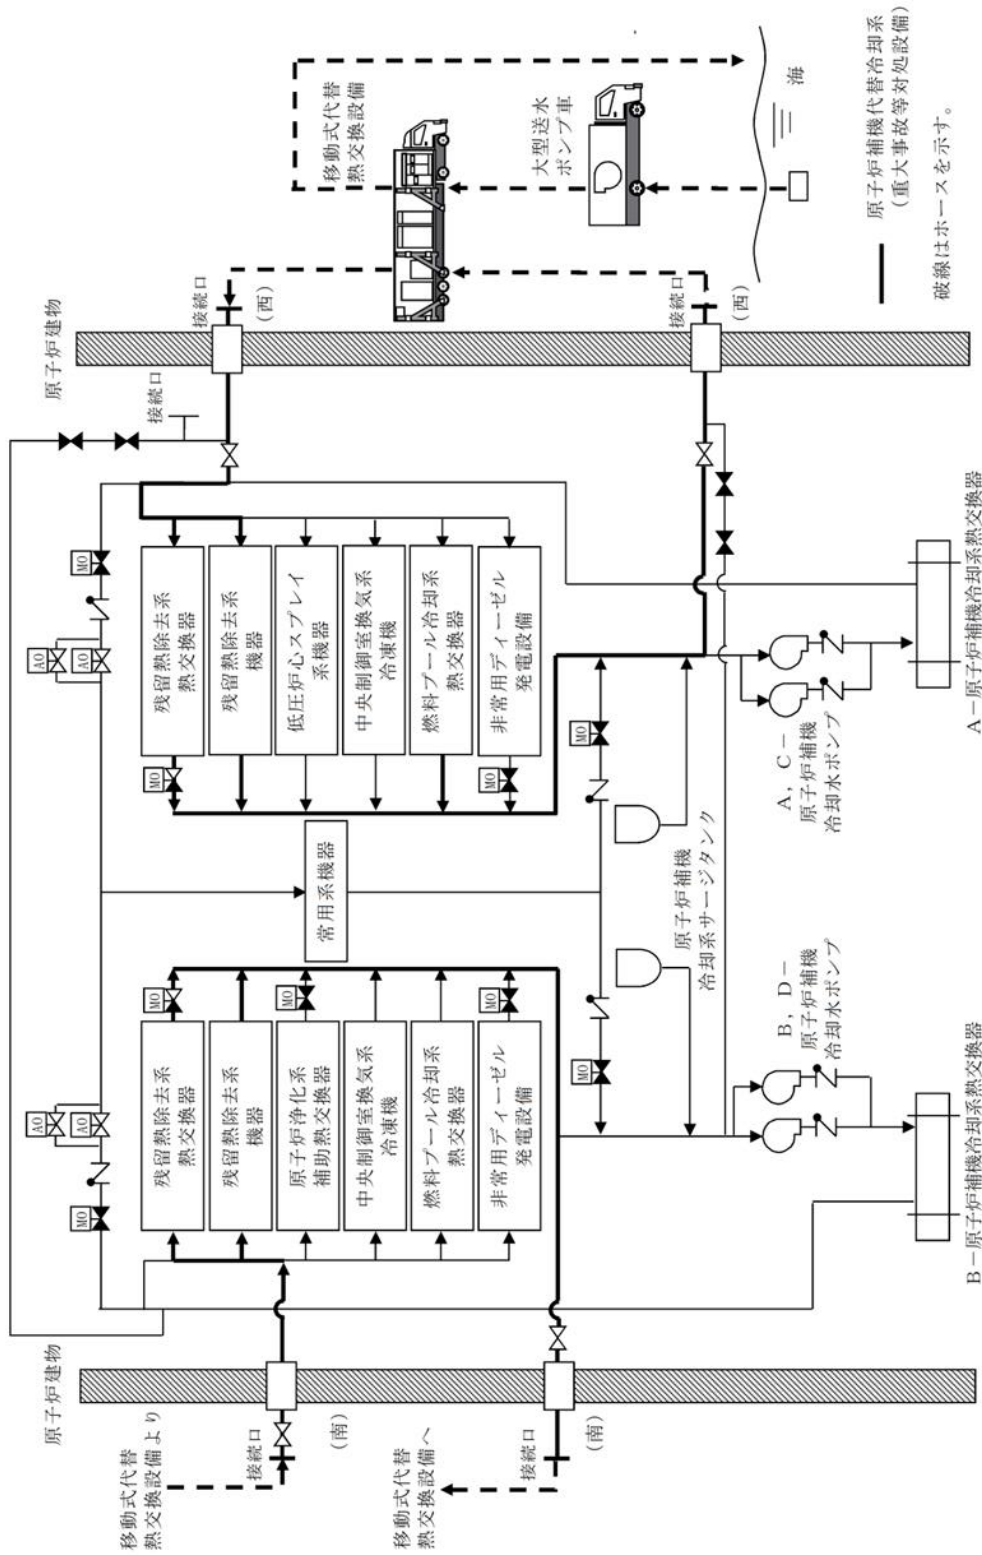 原子炉建物
移動式代替
熱交換設備より
接続口
(南)
移動式代替
熱交換設備へ
接続口
(南)
MO
AO
AO
残留熱除去系
熱交換器
残留熱除去系
機器
原子炉浄化系
補助熱交換器
中央制御室換気系
冷凍機
燃料プール冷却系
熱交換器
非常用ディーゼル
発電設備
MO
MO
MO
MO
B，D－
原子炉補機
冷却水ポンプ
B－原子炉補機冷却系熱交換器
常用系機器
原子炉補機
冷却系サージタンク
AO
AO
MO
MO
MO
MO
残留熱除去系
熱交換器
残留熱除去系
機器
低圧炉心スプレイ
系機器
中央制御室換気系
冷凍機
燃料プール冷却系
熱交換器
非常用ディーゼル
発電設備
A，C－
原子炉補機
冷却水ポンプ
A－原子炉補機冷却系熱交換器
原子炉建物
接続口
接続口
(西)
接続口
(西)
移動式代替
熱交換設備
大型送水
ポンプ車
海
原子炉補機代替冷却系
(重大事故等対処設備)
破線はホースを示す。